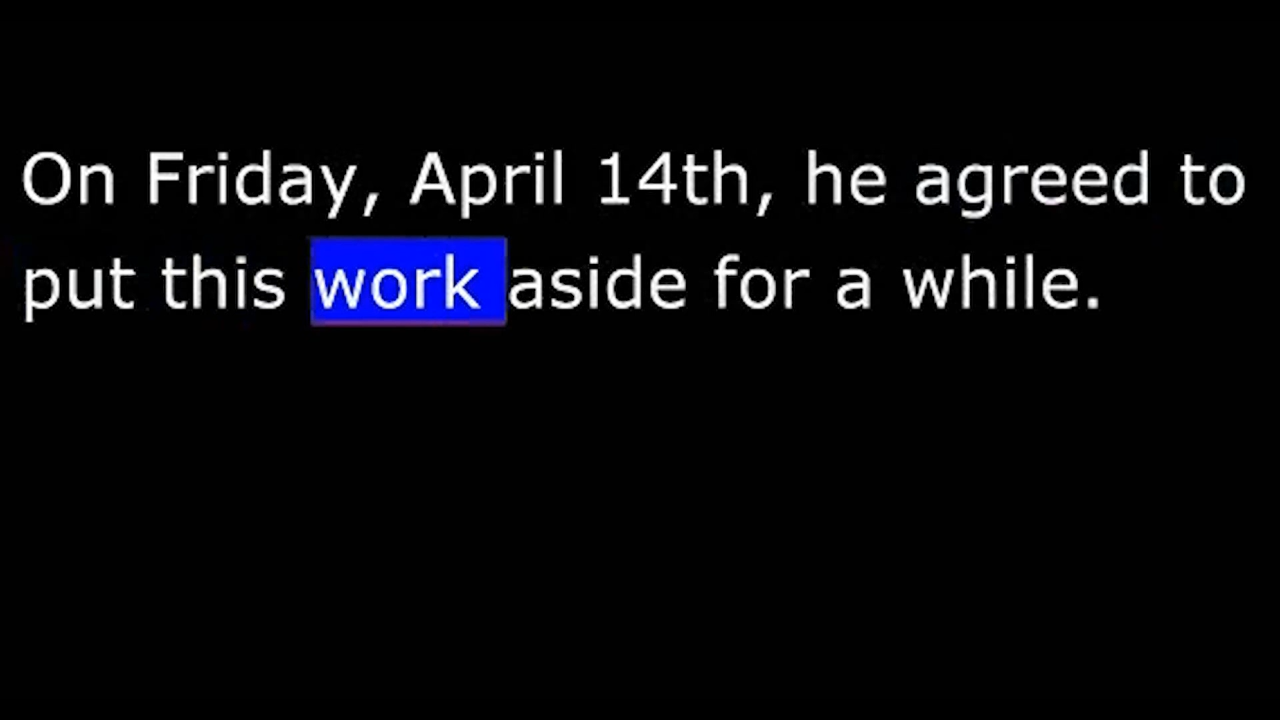 On Friday, April 14th, he agreed to
put this work aside for a while.